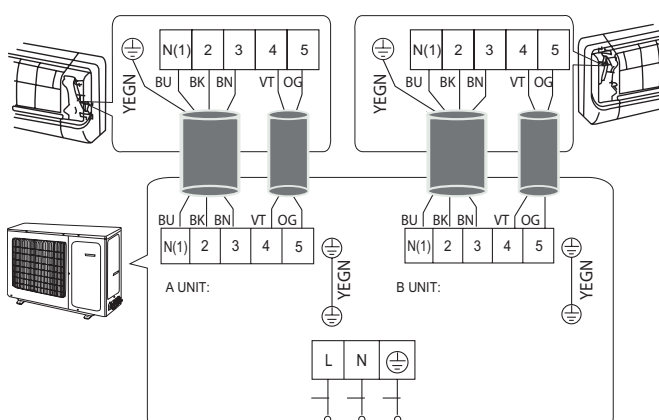 N(1) 2 3 4 5
N(1) 2 3 4 5
BU BK BN VT OG
BU BK BN VT OG
YEGN
YEGN
BU BK BN VT OG
BU BK BN VT OG
N(1) 2 3 4 5
N(1) 2 3 4 5
YEGN
YEGN
A UNIT:
B UNIT:
L N